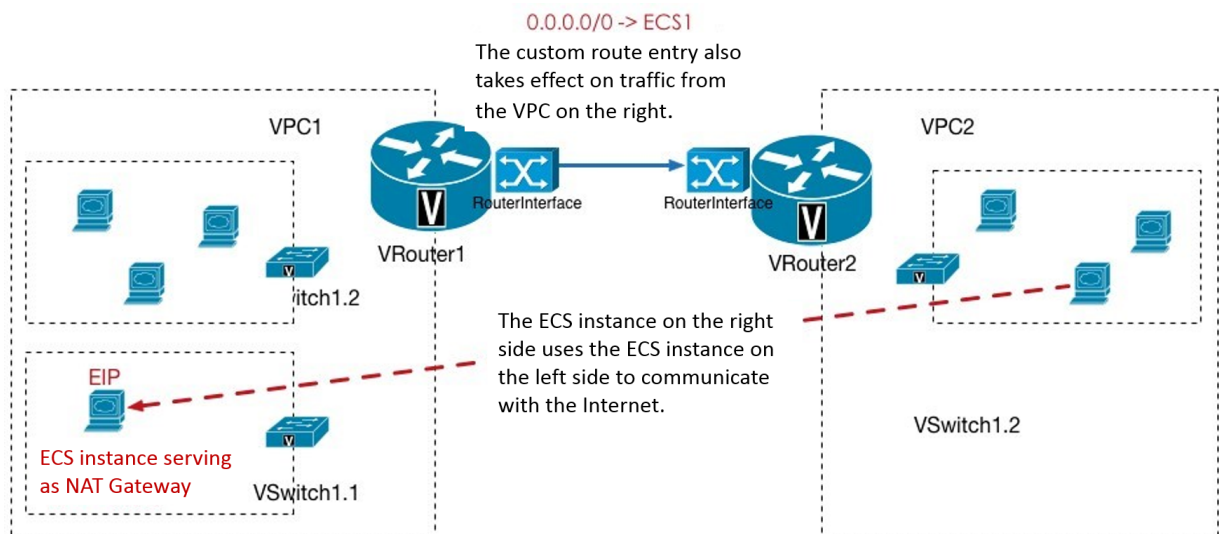 0.0.0.0/0 -> ECS1
The custom route entry also
takes effect on traffic from
the VPC on the right.
VPC1
VPC2
V
RouterInterface
RouterInterface
V
VRouter1
VRouter2
V
itch1.2
V
The ECS instance on the right
side uses the ECS instance on
the left side to communicate
with the Internet.
EIP
V
ECS instance serving
as NAT Gateway
VSwitch1.1
VSwitch1.2